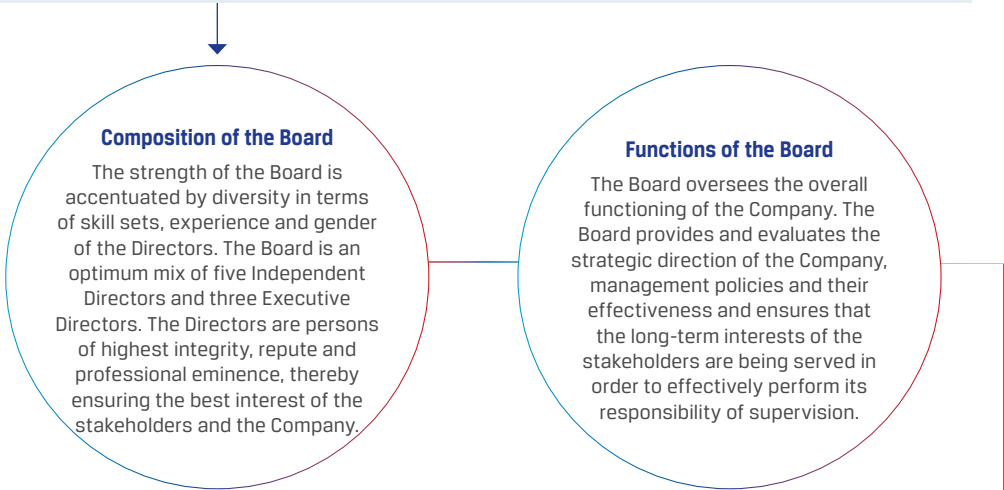 Composition of the Board
The strength of the Board is
accentuated by diversity in terms
of skill sets, experience and gender
of the Directors. The Board is an
optimum mix of five Independent
Directors and three Executive
Directors. The Directors are persons
of highest integrity, repute and
professional eminence, thereby
ensuring the best interest of the
stakeholders and the Company.
Functions of the Board
The Board oversees the overall
functioning of the Company. The
Board provides and evaluates the
strategic direction of the Company,
management policies and their
effectiveness and ensures that
the long-term interests of the
stakeholders are being served in
order to effectively perform its
responsibility of supervision.